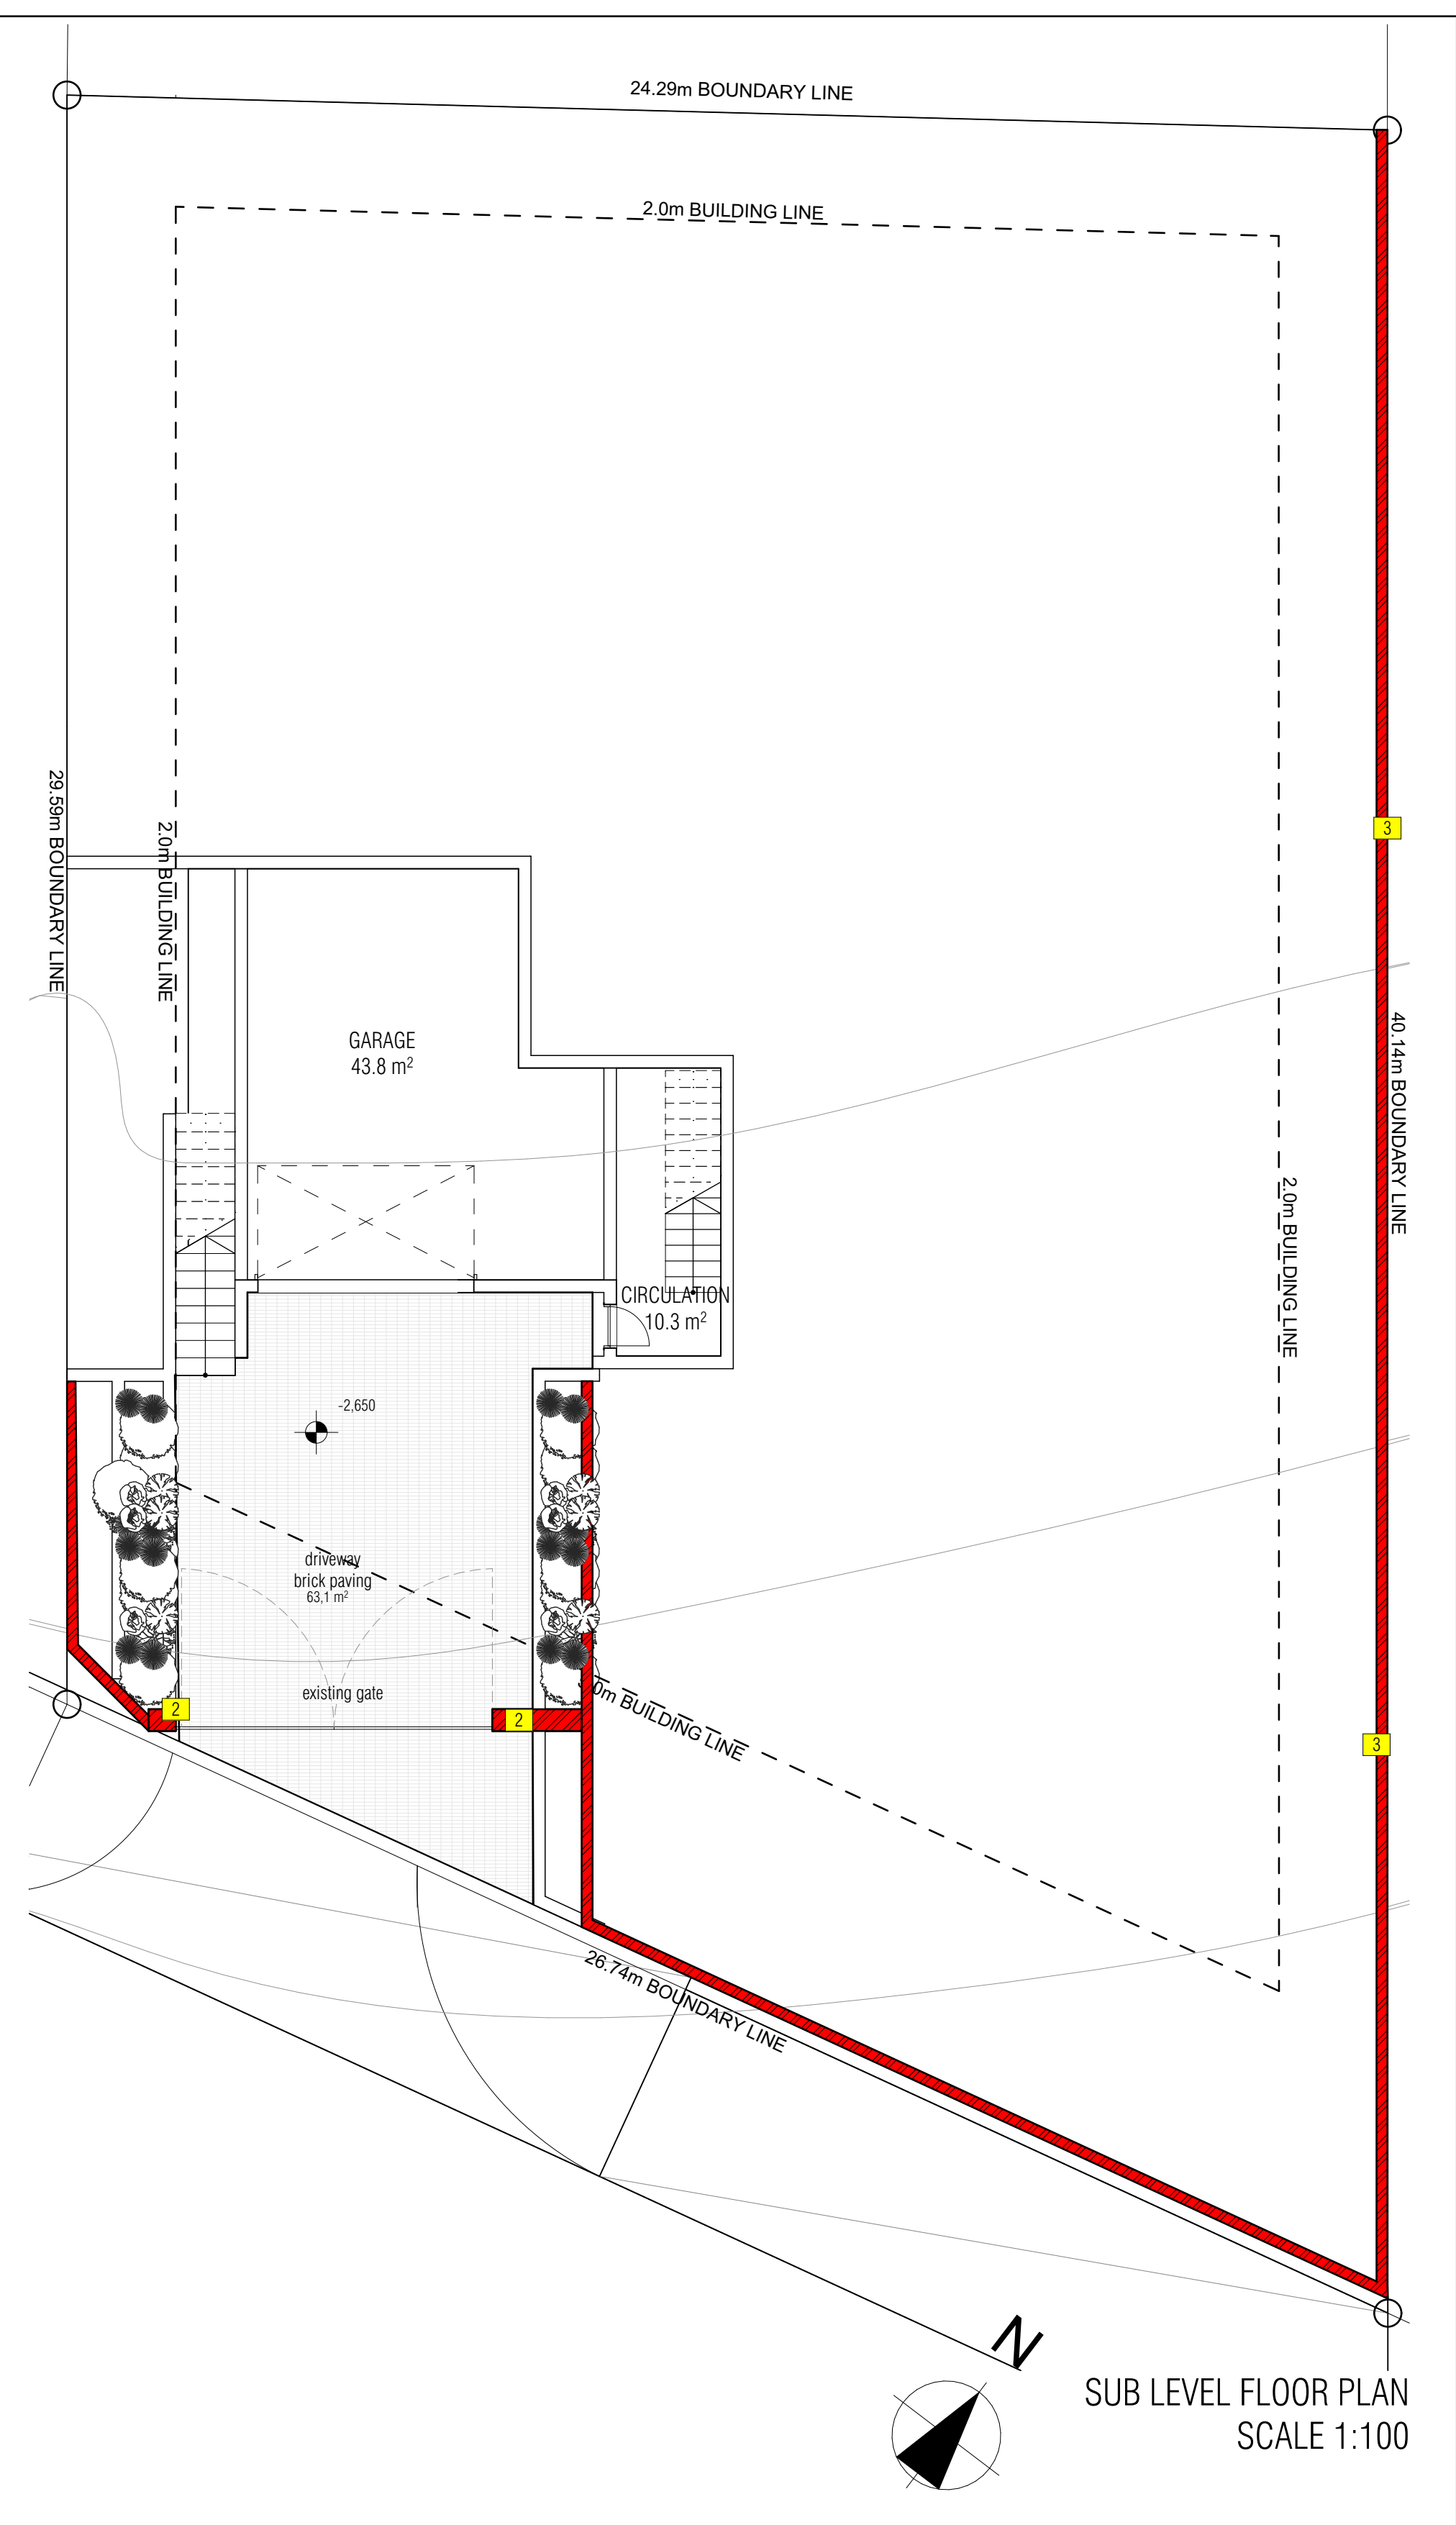 24.29m BOUNDARY LINE
2.0m BUILDING LINE
29.59m BOUNDARY LINE
2.0m BUILDING LINE
3
40.14m BOUNDARY LINE
GARAGE
43.8 m²
2.0m BUILDING LINE
CIRCULATION
10.3 m²
-2,650
driveway
brick paving
63,1 m²
existing gate
2
2
0m BUILDING LINE
3
26.74m BOUNDARY LINE
N
SUB LEVEL FLOOR PLAN
SCALE 1:100